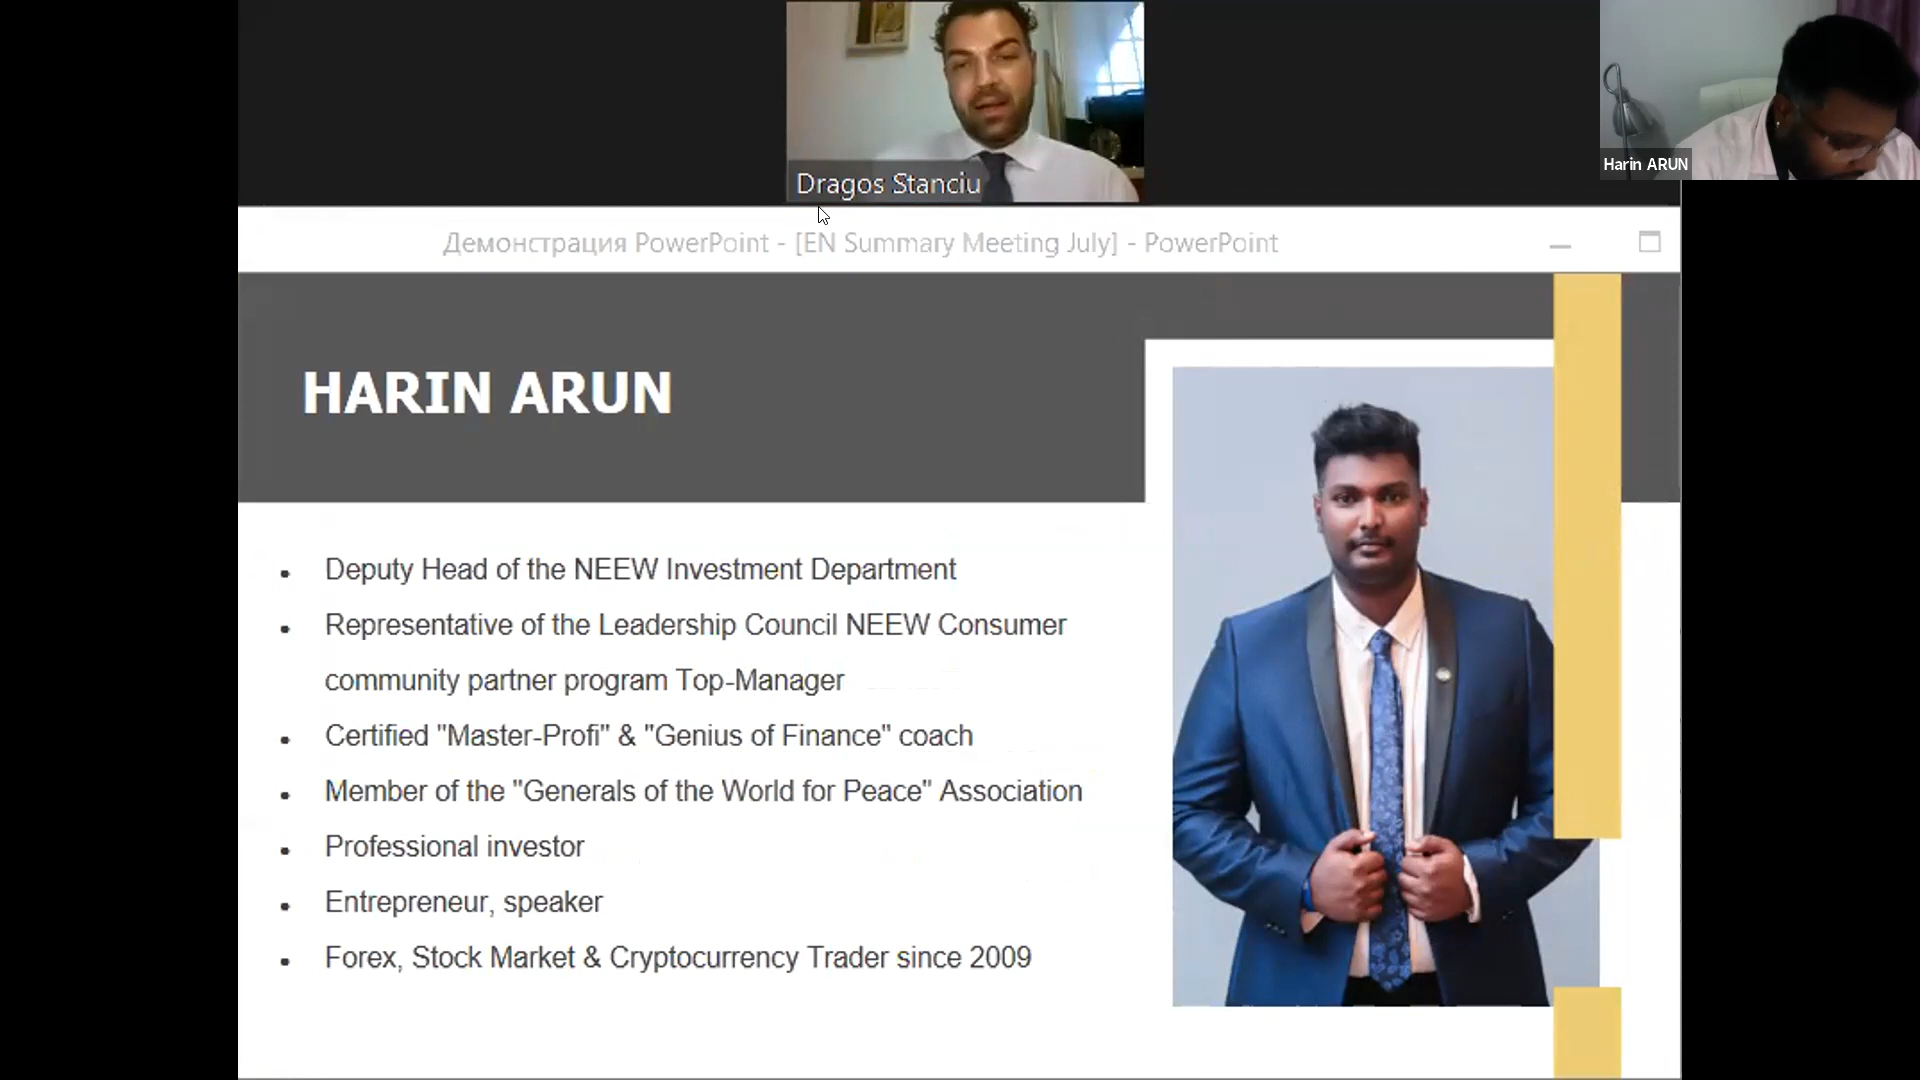 Dragos Stanciu
Harin ARUN
Демонстрация PowerPoint - [EN Summary Meeting July] - PowerPoint
HARIN ARUN
• Deputy Head of the NEEW Investment Department
• Representative of the Leadership Council NEEW Consumer
community partner program Top-Manager
• Certified "Master-Profi" & "Genius of Finance" coach
• Member of the "Generals of the World for Peace" Association
• Professional investor
• Entrepreneur, speaker
• Forex, Stock Market & Cryptocurrency Trader since 2009